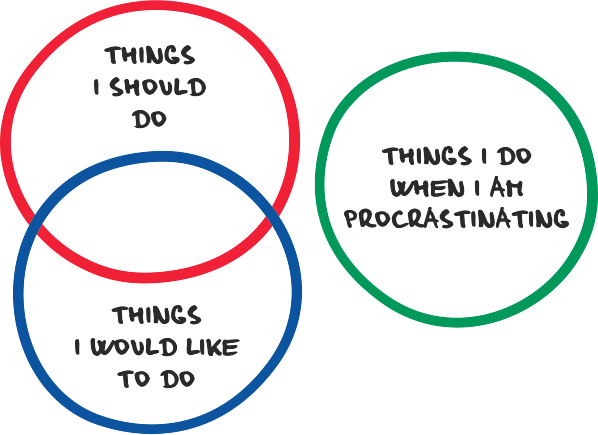 THINGS
I SHOULD
DO
THINGS I DO
WHEN I AM
PROCRASTINATING
THINGS
I WOULD LIKE
TO DO